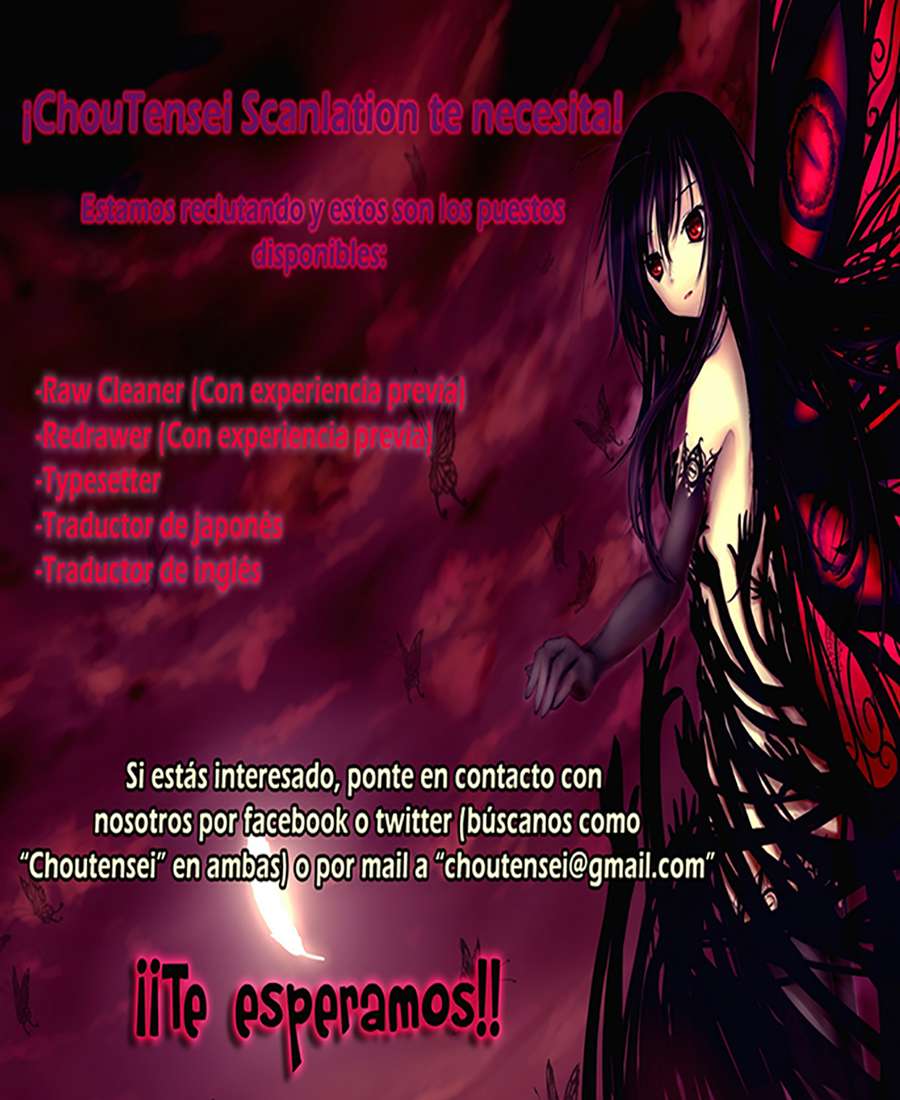 ¡ChouTensei Scanlation te necesita!
Estamos reclutando y estos son los puestos
disponibles:
-Raw Cleaner (Con experiencia previa)
-Redrawer (Con experiencia previa)
-Typesetter
-Traductor de japonés
-Traductor de inglés
Si estás interesado, ponte en contacto con
nosotros por facebook o twitter (búscanos como
“Choutensei” en ambas) o por mail a “choutensei@gmail.com”
¡¡Te esperamos!!